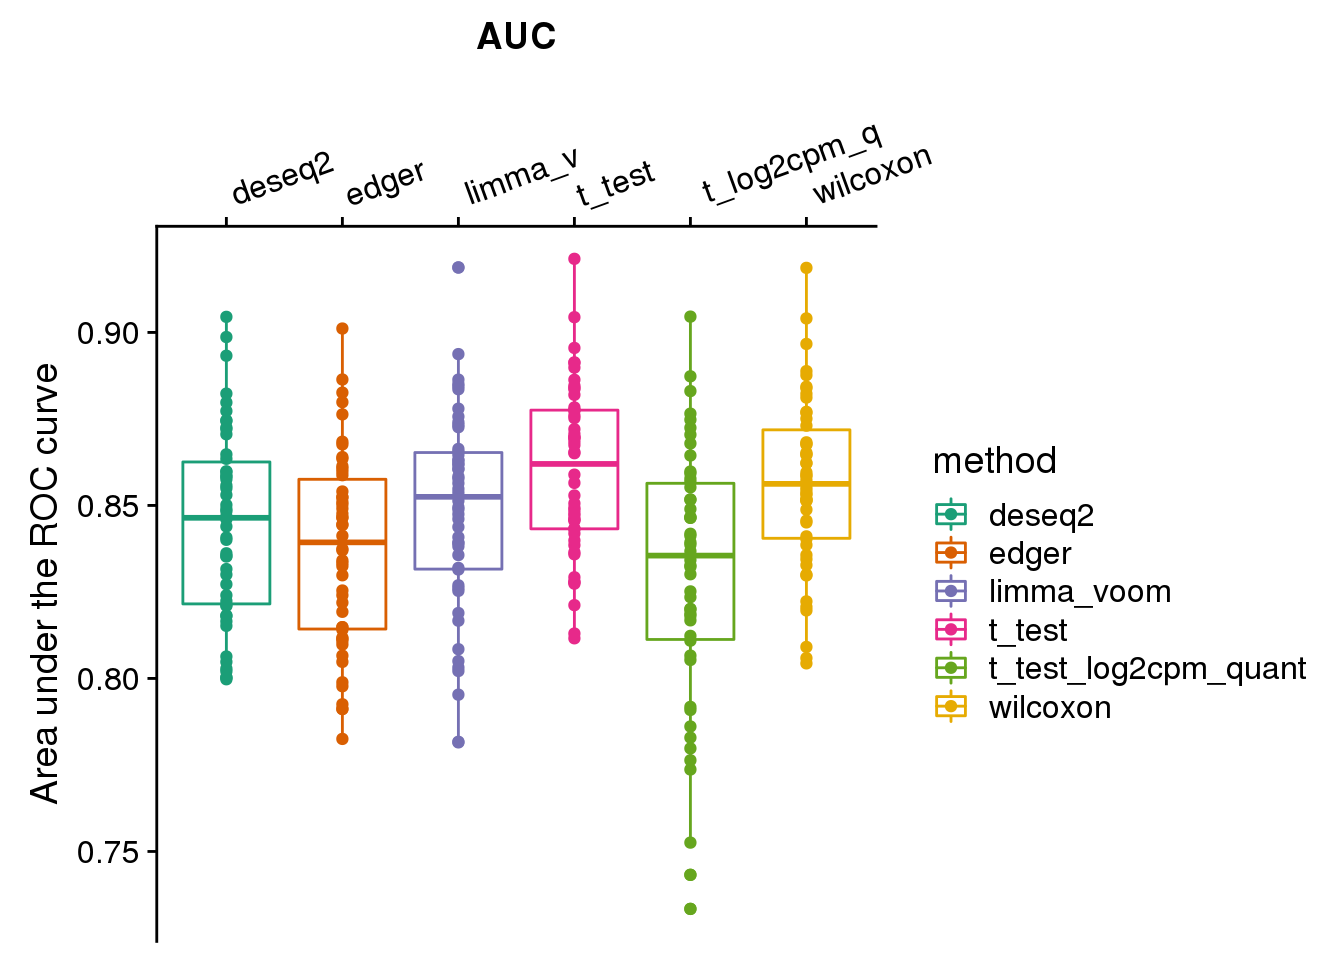 AUC
deseq2
edger
limma_v
t_test
t_log2cpm_q
wilcoxon
Area under the ROC curve
0.90
0.85
0.80
0.75
method
deseq2
edger
limma_voom
t_test
t_test_log2cpm_quant
wilcoxon